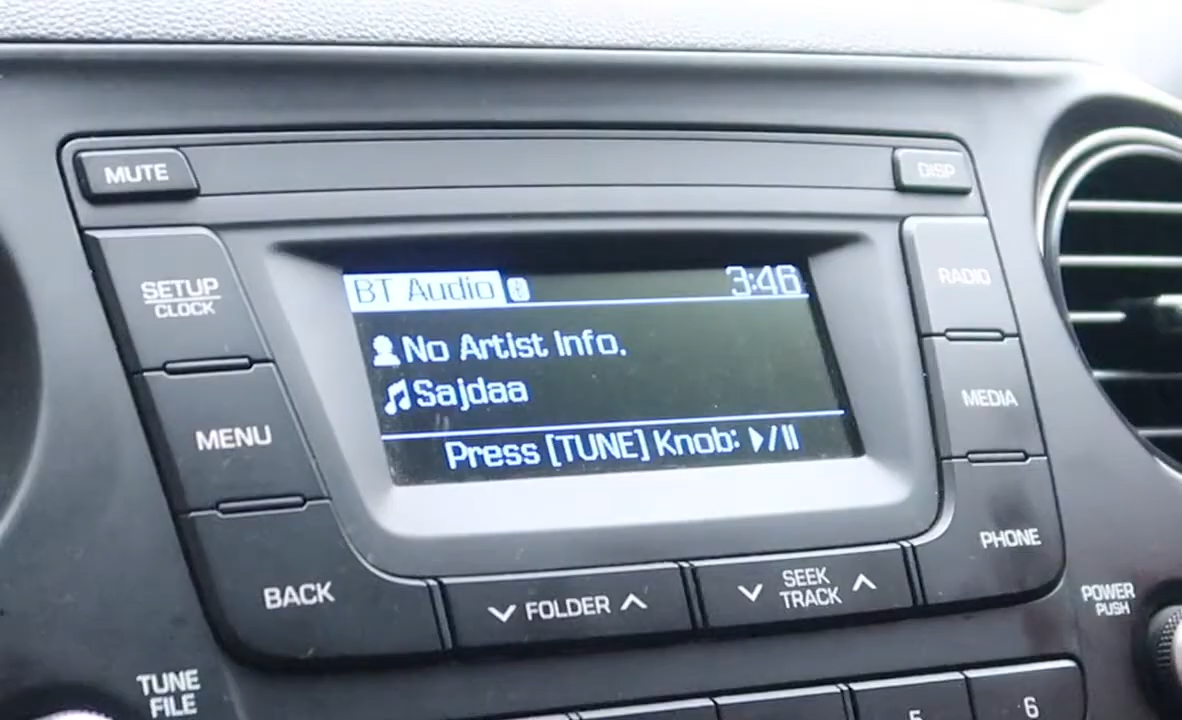 MUTE
DISP
SETUP
CLOCK
RADIO
BT Audio
3:46
No Artist Info.
Sajdaa
Press [TUNE] Knob: ▶/II
MENU
MEDIA
BACK
FOLDER
SEEK
TRACK
PHONE
POWER
PUSH
TUNE
FILE
5
6